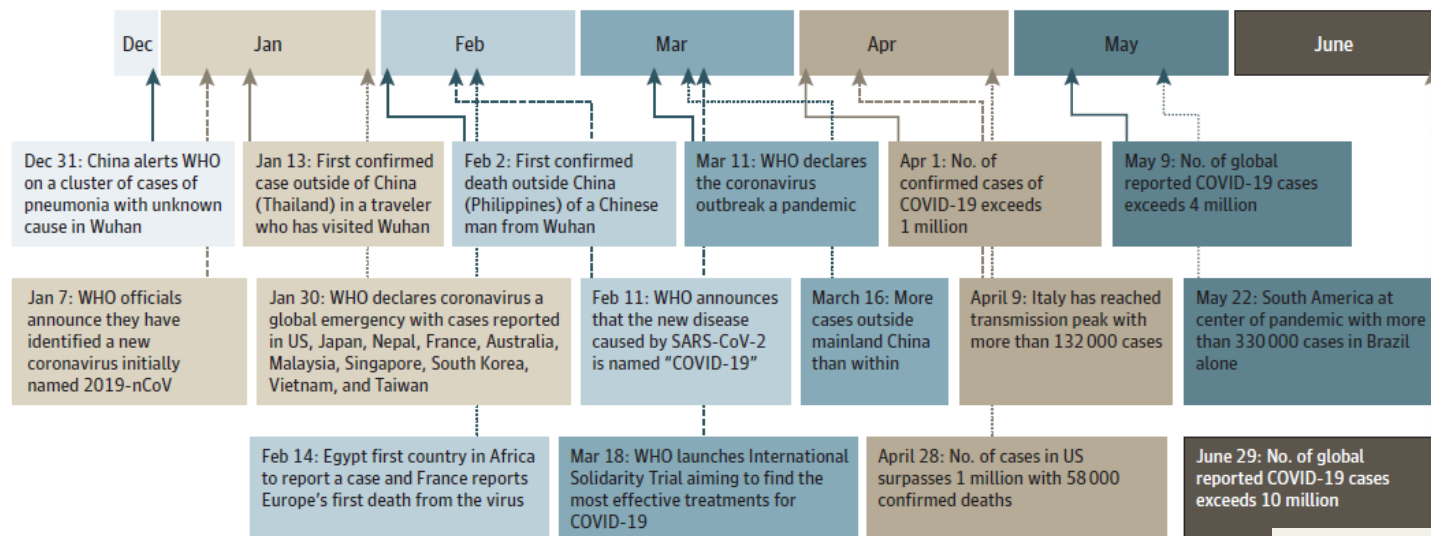 Dec
Jan
Feb
Mar
Apr
May
June
Dec 31: China alerts WHO
on a cluster of cases of
pneumonia with unknown
cause in Wuhan
Jan 13: First confirmed
case outside of China
(Thailand) in a traveler
who has visited Wuhan
Feb 2: First confirmed
death outside China
(Philippines) of a Chinese
man from Wuhan
Mar 11: WHO declares
the coronavirus
outbreak a pandemic
Apr 1: No. of
confirmed cases of
COVID-19 exceeds
1 million
May 9: No. of global
reported COVID-19 cases
exceeds 4 million
Jan 7: WHO officials
announce they have
identified a new
coronavirus initially
named 2019-nCoV
Jan 30: WHO declares coronavirus a
global emergency with cases reported
in US, Japan, Nepal, France, Australia,
Malaysia, Singapore, South Korea,
Vietnam, and Taiwan
Feb 11: WHO announces
that the new disease
caused by SARS-CoV-2
is named “COVID-19”
March 16: More
cases outside
mainland China
than within
April 9: Italy has reached
transmission peak with
more than 132 000 cases
May 22: South America at
center of pandemic with more
than 330 000 cases in Brazil
alone
Feb 14: Egypt first country in Africa
to report a case and France reports
Europe’s first death from the virus
Mar 18: WHO launches International
Solidarity Trial aiming to find the
most effective treatments for
COVID-19
April 28: No. of cases in US
surpasses 1 million with 58 000
confirmed deaths
June 29: No. of global
reported COVID-19 cases
exceeds 10 million